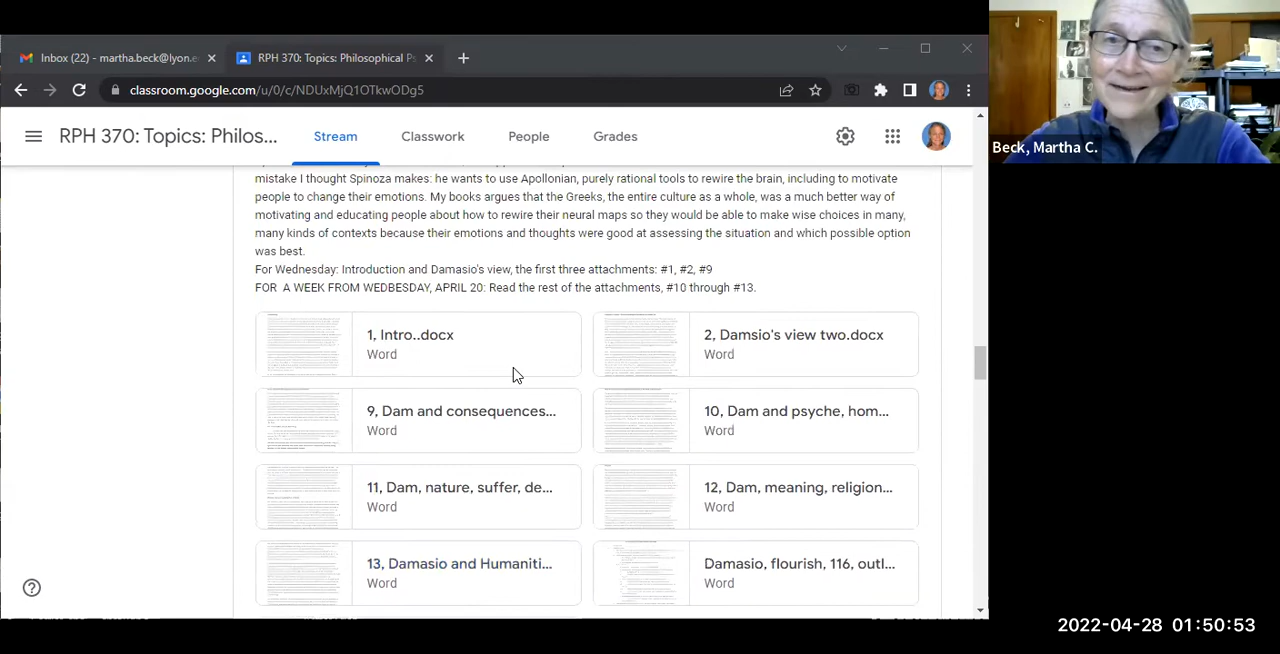 Inbox (22) - martha.beck@lyon.e
RPH 370: Topics: Philosophical Ps
classroom.google.com/u/0/c/NDUxMjQ1OTkwODg5
RPH 370: Topics: Philos...
Stream
Classwork
People
Grades
Beck, Martha C.
mistake I thought Spinoza makes: he wants to use Apollonian, purely rational tools to rewire the brain, including to motivate
people to change their emotions. My books argues that the Greeks, the entire culture as a whole, was a much better way of
motivating and educating people about how to rewire their neural maps so they would be able to make wise choices in many,
many kinds of contexts because their emotions and thoughts were good at assessing the situation and which possible option
was best.
For Wednesday: Introduction and Damasio's view, the first three attachments: #1, #2, #9
FOR A WEEK FROM WEDBESDAY, APRIL 20: Read the rest of the attachments, #10 through #13.
1, Intro..docx
Word
2, Damsio's view two.docx
Word
9, Dam and consequences...
Word
10, Dam and psyche, hom...
Word
11, Dam, nature, suffer, de...
Word
12, Dam, meaning, religion...
Word
13, Damasio and Humaniti...
Word
Damasio, flourish, 116, outl...
Word
2022-04-28 01:50:53